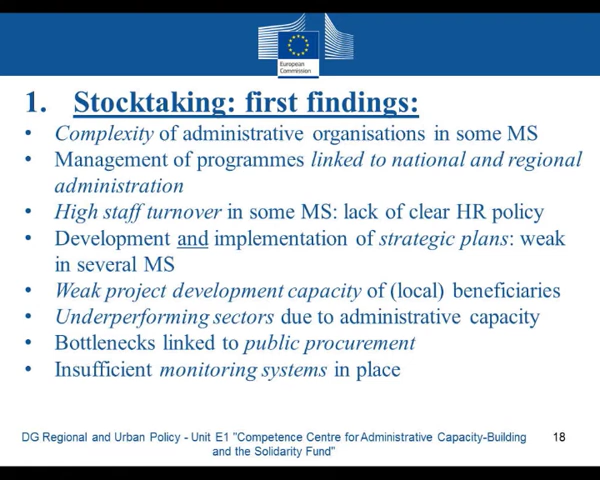 European
Commission
1. Stocktaking: first findings:
• Complexity of administrative organisations in some MS
• Management of programmes linked to national and regional
administration
• High staff turnover in some MS: lack of clear HR policy
• Development and implementation of strategic plans: weak
in several MS
• Weak project development capacity of (local) beneficiaries
• Underperforming sectors due to administrative capacity
• Bottlenecks linked to public procurement
• Insufficient monitoring systems in place
DG Regional and Urban Policy - Unit E1 "Competence Centre for Administrative Capacity-Building
and the Solidarity Fund"
18